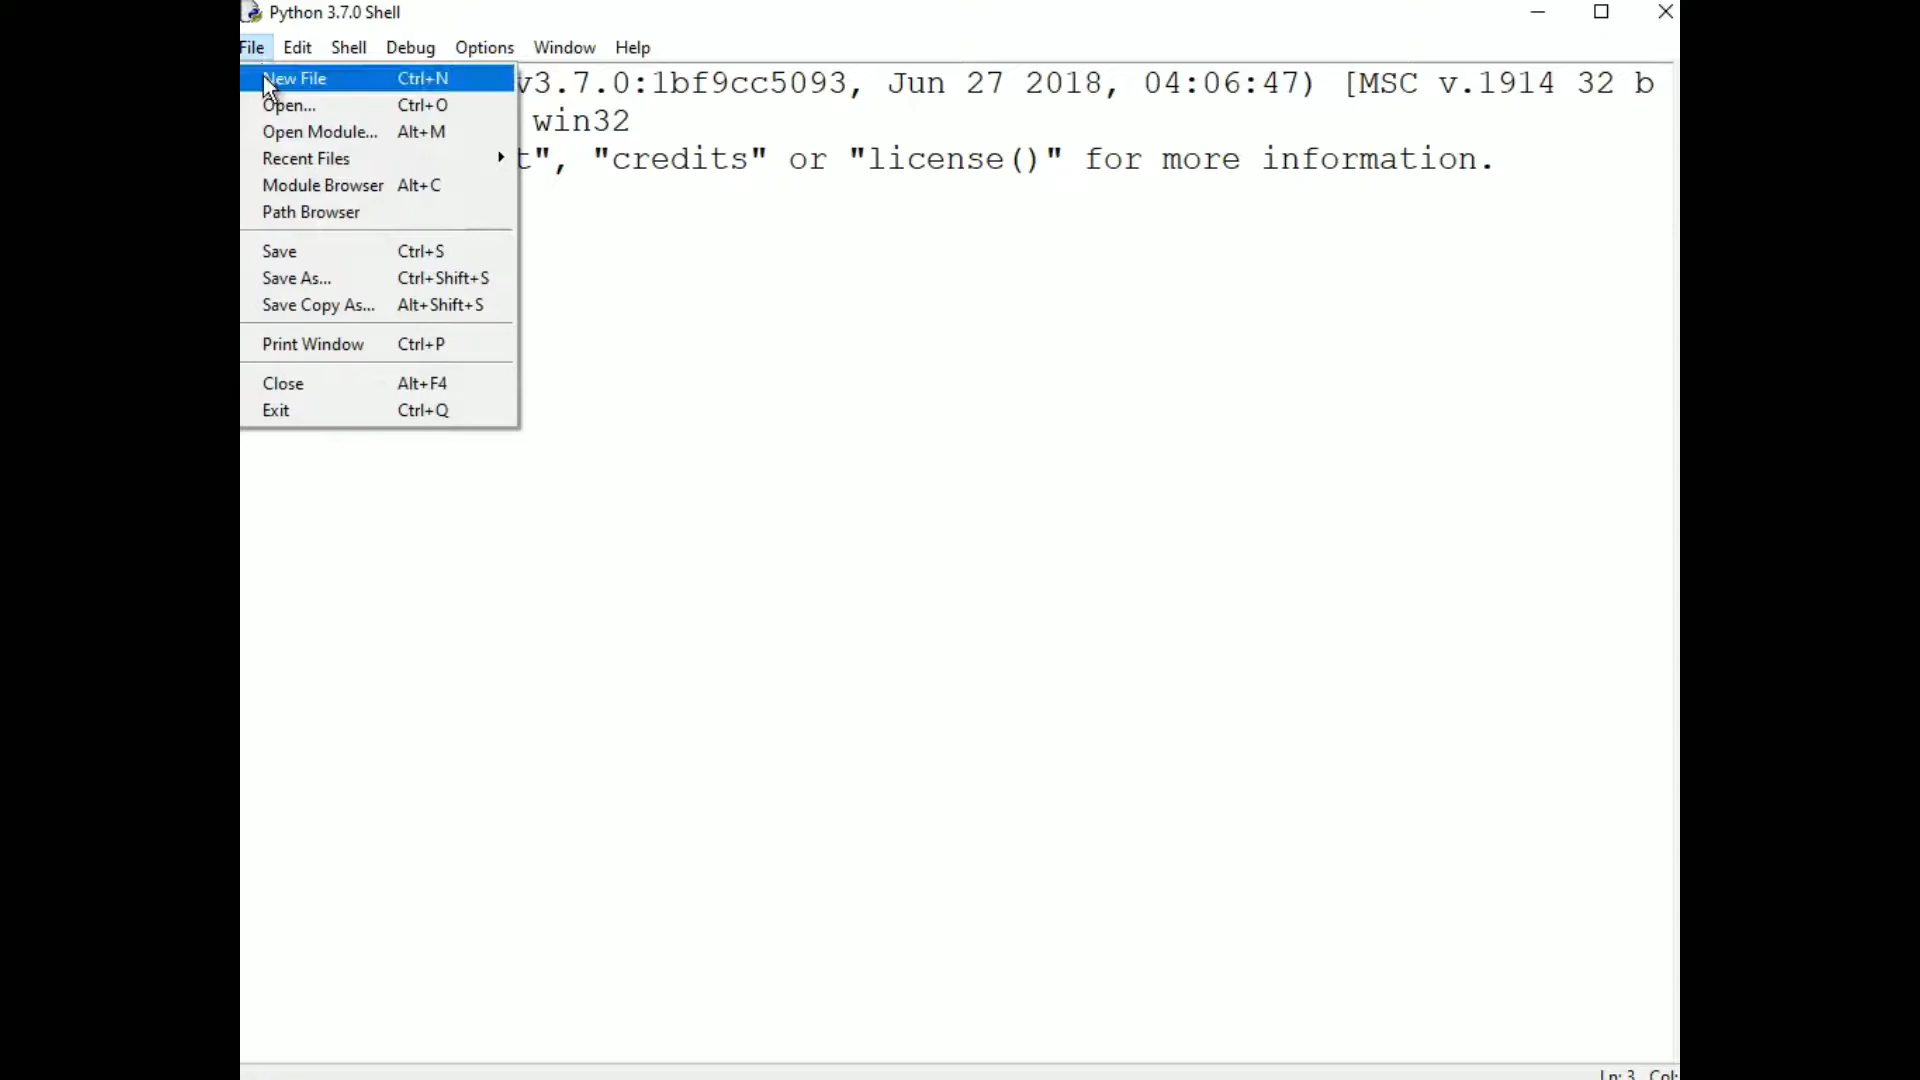 Python 3.7.0 Shell
File Edit Shell Debug Options Window Help
New File Ctrl+N
Open... Ctrl+O
Open Module... Alt+M
Recent Files
Module Browser Alt+C
Path Browser
Save Ctrl+S
Save As... Ctrl+Shift+S
Save Copy As... Alt+Shift+S
Print Window Ctrl+P
Close Alt+F4
Exit Ctrl+Q
v3.7.0:1bf9cc5093, Jun 27 2018, 04:06:47) [MSC v.1914 32 b
win32
t", "credits" or "license()" for more information.
Ln: 3 Col: